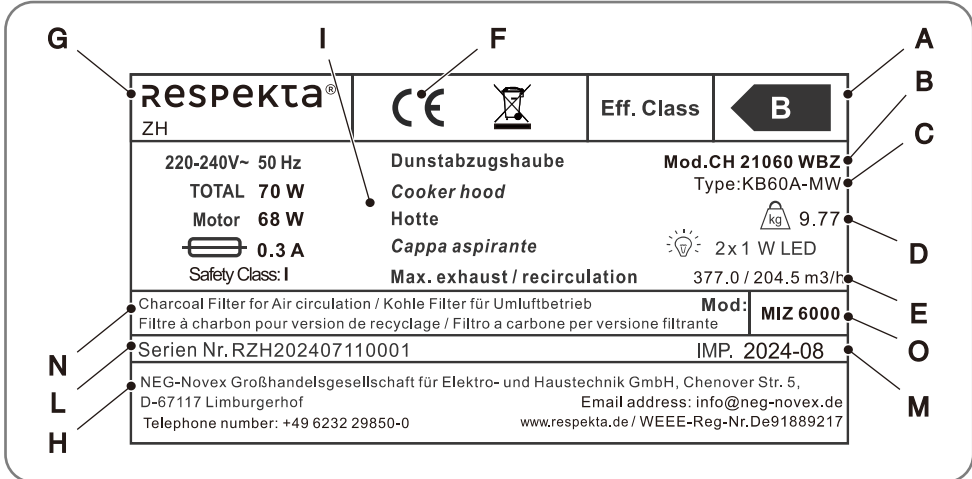 G I F A
B
C
D
E
O
M
N
L
H
Respekta®
ZH
CE
Eff. Class
B
220-240V~ 50 Hz
TOTAL 70 W
Motor 68 W
0.3 A
Safety Class: I
Dunstabzugshaube
Cooker hood
Hotte
Cappa aspirante
Max. exhaust / recirculation
Mod.CH 21060 WBZ
Type:KB60A-MW
kg 9.77
2x1 W LED
377.0 / 204.5 m3/h
Charcoal Filter for Air circulation / Kohle Filter für Umluftbetrieb
Filtre à charbon pour version de recyclage / Filtro a carbone per versione filtrante
Mod:
MIZ 6000
Serien Nr. RZH202407110001
IMP. 2024-08
NEG-Novex Großhandelsgesellschaft für Elektro- und Haustechnik GmbH, Chenover Str. 5,
D-67117 Limburgerhof
Email address: info@neg-novex.de
Telephone number: +49 6232 29850-0
www.respekta.de / WEEE-Reg-Nr.De91889217